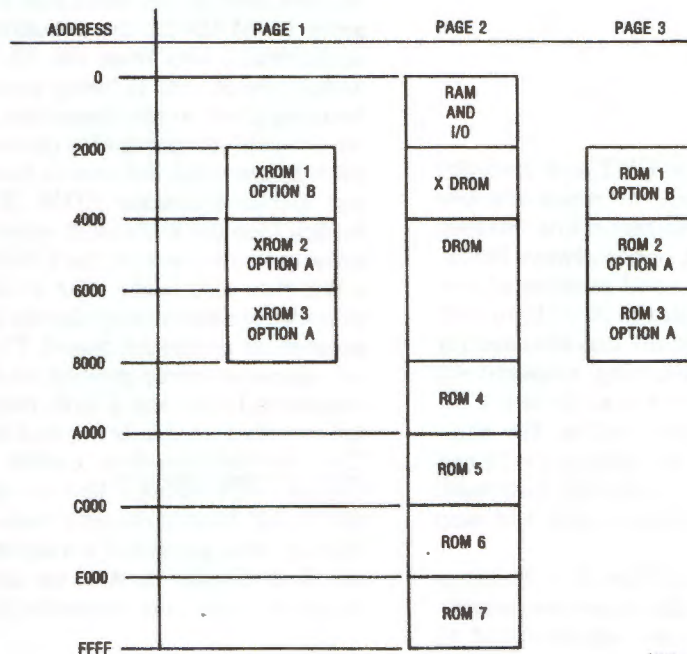 AODRESS PAGE 1 PAGE 2 PAGE 3
0
RAM
AND
I/O
2000
XROM 1
OPTION B
X DROM
ROM 1
OPTION B
4000
XROM 2
OPTION A
DROM
ROM 2
OPTION A
6000
XROM 3
OPTION A
ROM 3
OPTION A
8000
ROM 4
A000
ROM 5
C000
ROM 6
E000
ROM 7
FFFF